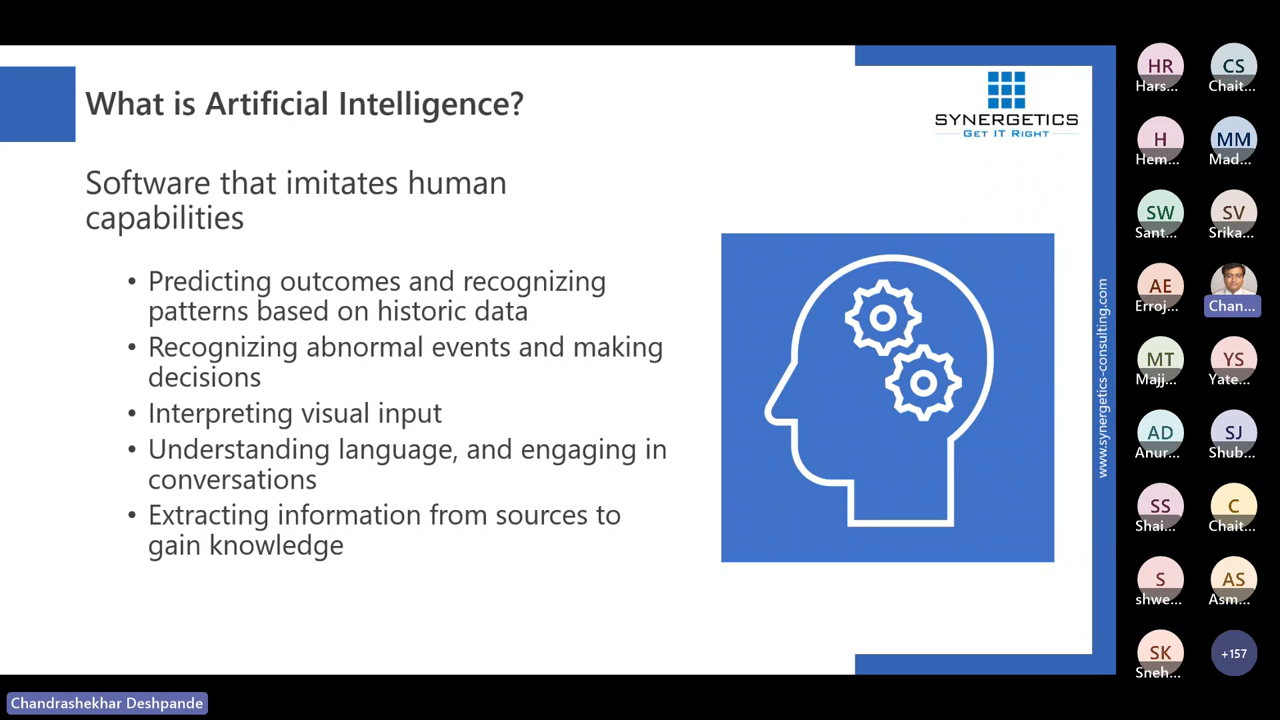 What is Artificial Intelligence?
SYNERGETICS
GET IT RIGHT
Software that imitates human
capabilities
• Predicting outcomes and recognizing
patterns based on historic data
• Recognizing abnormal events and making
decisions
• Interpreting visual input
• Understanding language, and engaging in
conversations
• Extracting information from sources to
gain knowledge
www.synergetics-consulting.com
HR
Hars...
CS
Chait...
H
Hem...
MM
Mad...
SW
Sant...
SV
Srika...
AE
Erroj...
Chan...
MT
Majj...
YS
Yate...
AD
Anur...
SJ
Shub...
SS
Shai...
C
Chait...
S
shwe...
AS
Asm...
SK
Sneh...
+157
Chandrashekhar Deshpande